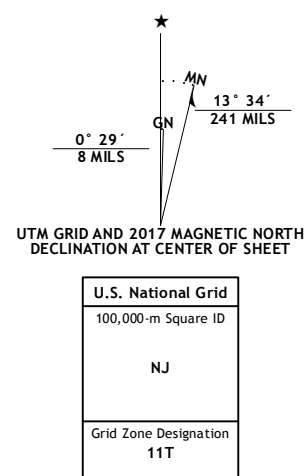 ★
MN
GN
13° 34´
241 MILS
0° 29´
8 MILS
UTM GRID AND 2017 MAGNETIC NORTH
DECLINATION AT CENTER OF SHEET
U.S. National Grid
100,000-m Square ID
NJ
Grid Zone Designation
11T